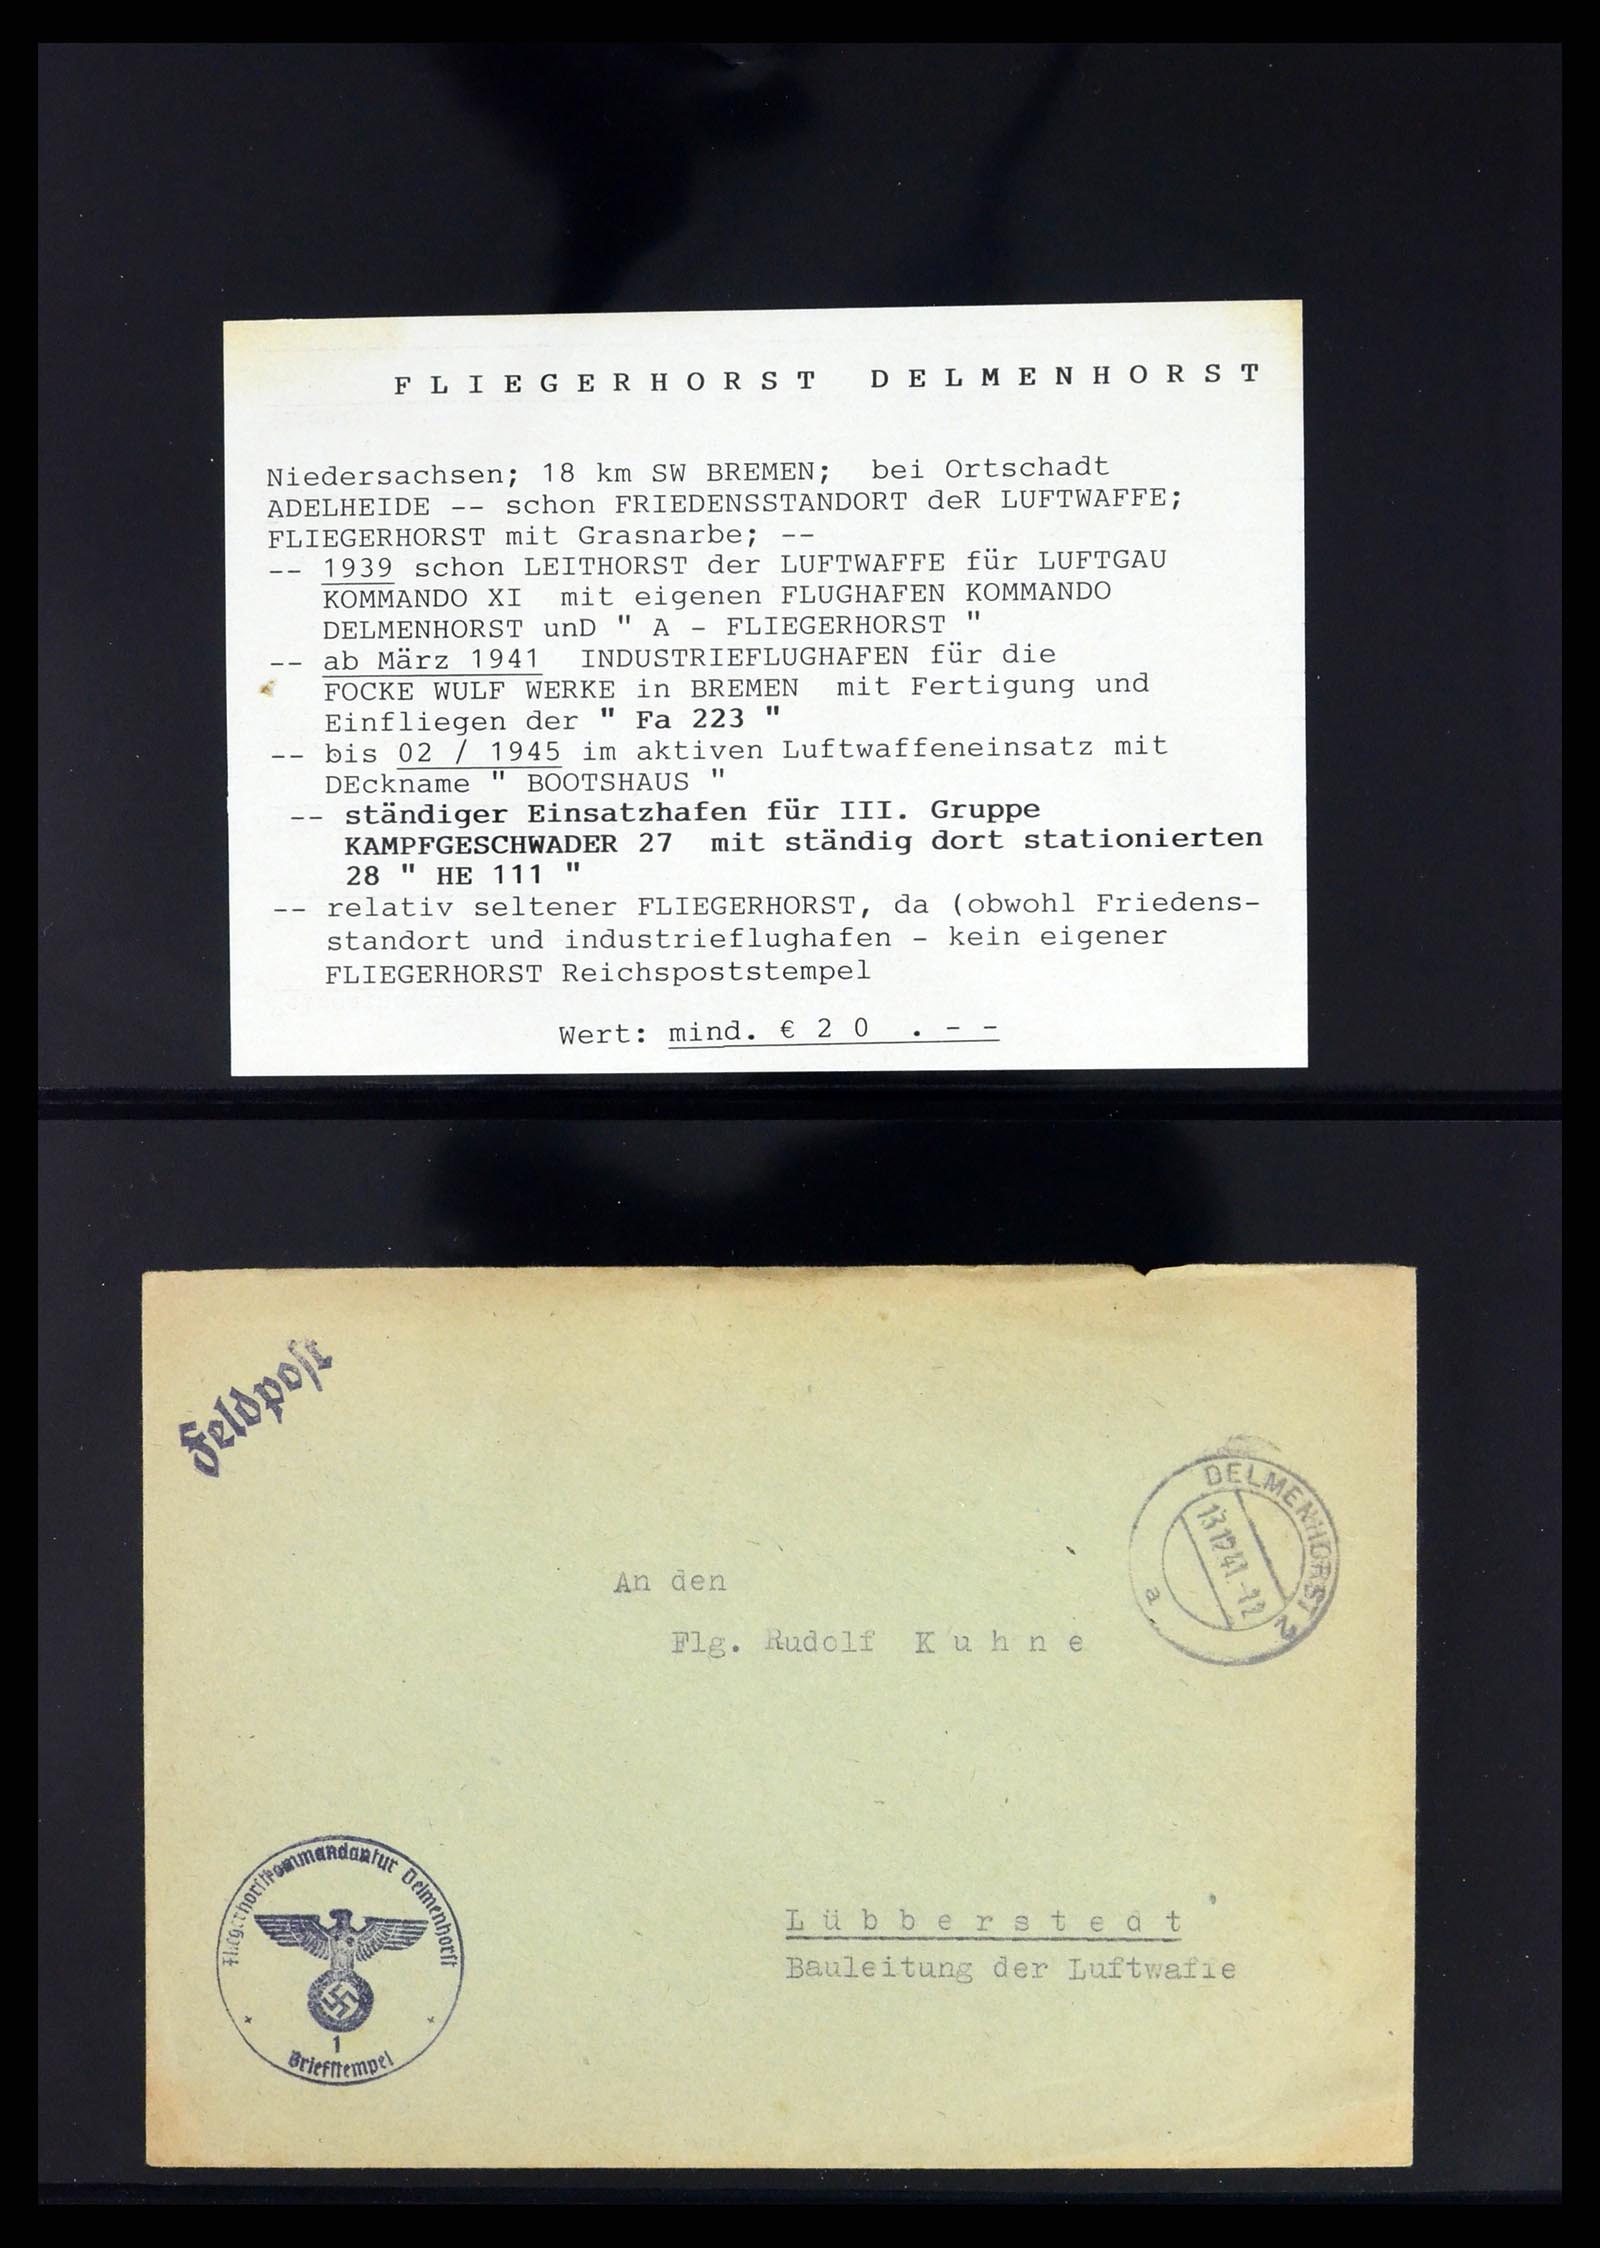 FLIEGERHORST DELMENHORST
Niedersachsen; 18 km SW BREMEN; bei Ortschadt
ADELHEIDE -- schon FRIEDENSSTANDORT deR LUFTWAFFE;
FLIEGERHORST mit Grasnarbe; --
-- 1939 schon LEITHORST der LUFTWAFFE für LUFTGAU
KOMMANDO XI mit eigenen FLUGHAFEN KOMMANDO
DELMENHORST unD " A - FLIEGERHORST "
-- ab März 1941 INDUSTRIEFLUGHAFEN für die
FOCKE WULF WERKE in BREMEN mit Fertigung und
Einfliegen der " Fa 223 "
-- bis 02 / 1945 im aktiven Luftwaffeneinsatz mit
DEckname " BOOTSHAUS "
-- ständiger Einsatzhafen für III. Gruppe
KAMPFGESCHWADER 27 mit ständig dort stationierten
28 " HE 111 "
-- relativ seltener FLIEGERHORST, da (obwohl Friedens-
standort und industrieflughafen - kein eigener
FLIEGERHORST Reichspoststempel
Wert: mind. € 2 0 . - -
Feldpost
DELMENHORST 2
13.12.41.-12
a
An den
Flg. Rudolf Kuhne
Lübberstedt
Bauleitung der Luftwaffe
Fliegerhorstkommandantur Delmenhorst
1
Briefstempel